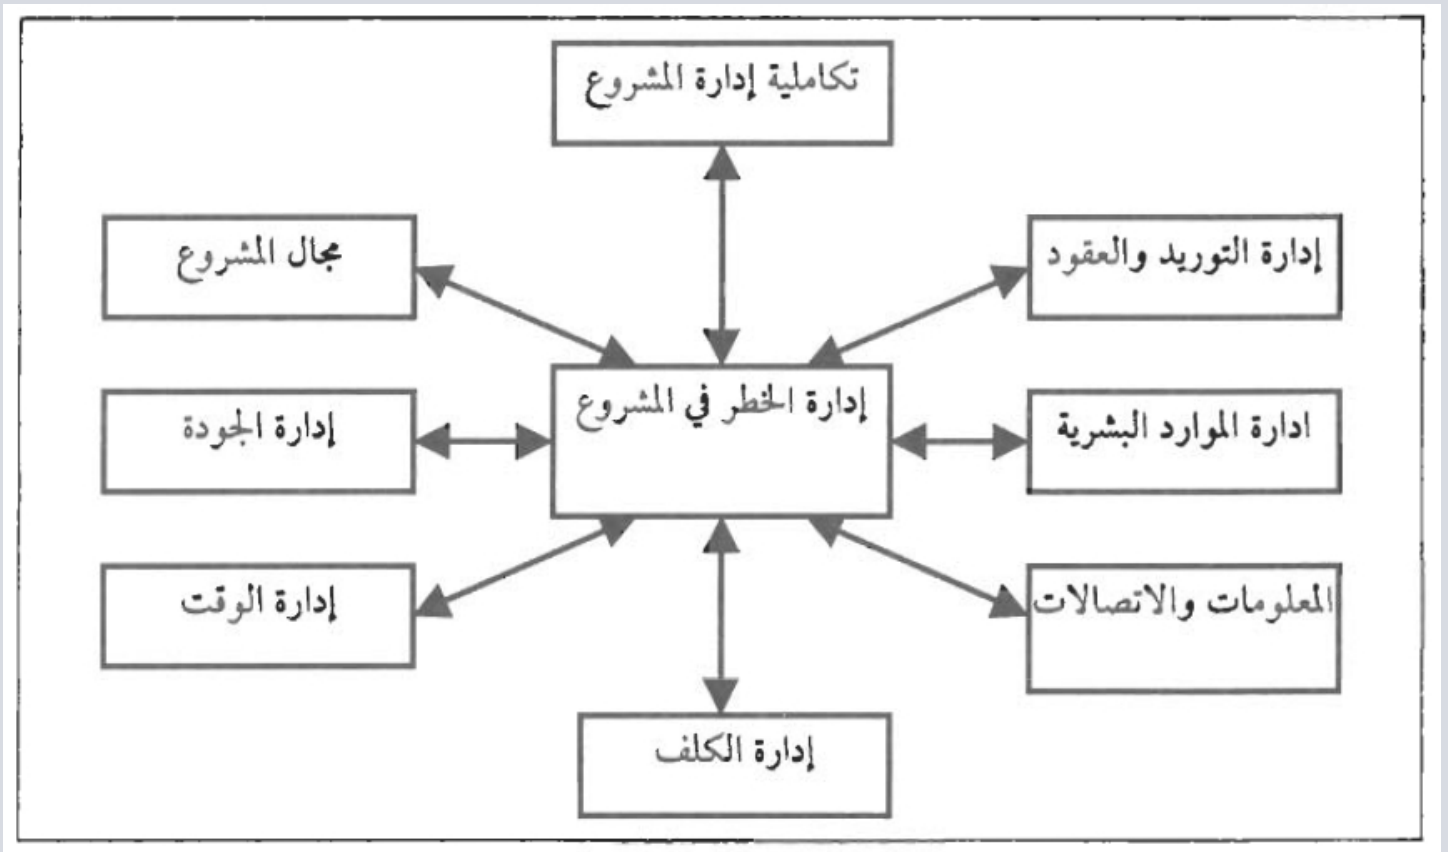 تكاملية إدارة المشروع
إدارة التوريد والعقود
مجال المشروع
إدارة الخطر في المشروع
ادارة الموارد البشرية
إدارة الجودة
المعلومات والاتصالات
إدارة الوقت
إدارة الكلف